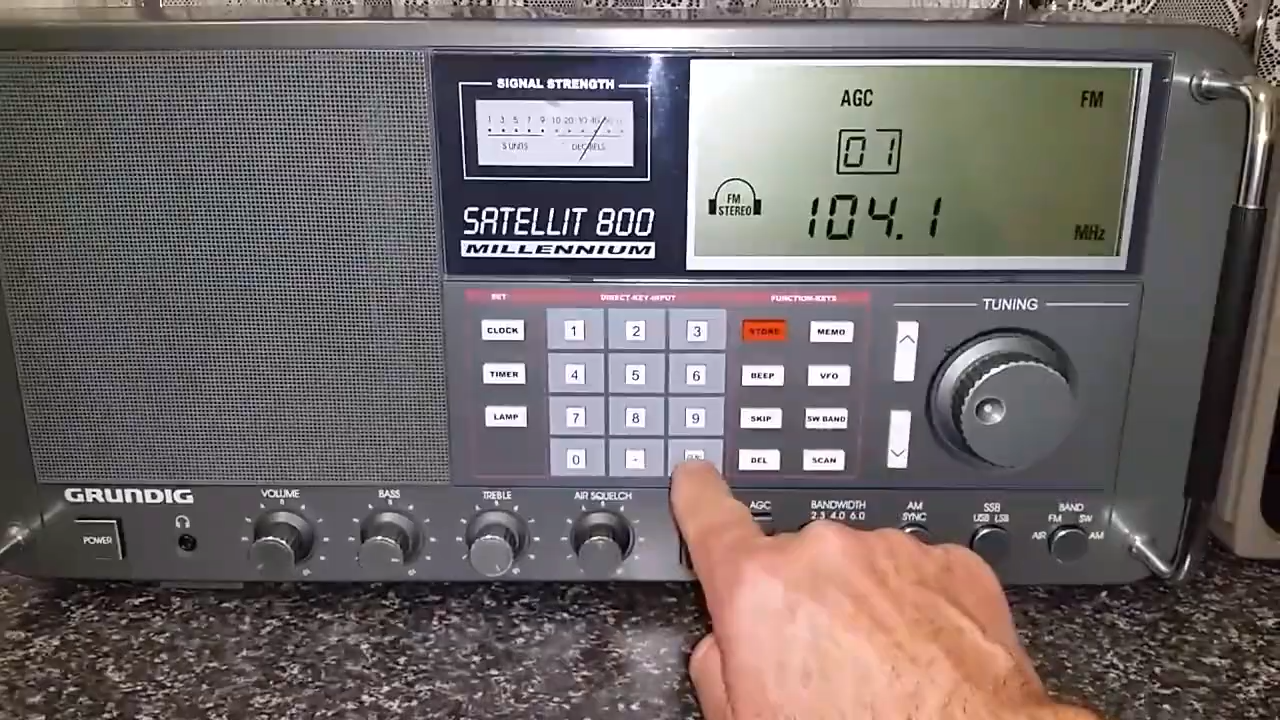 SIGNAL STRENGTH
1 3 5 7 9 10 20 30 40
S UNITS DECIBELS
SATELLIT 800
MILLENNIUM
AGC FM
01
FM STEREO
104.1
MHz
SET DIRECT-KEY-INPUT FUNCTION-KEYS
TUNING
CLOCK 1 2 3 STORE MEMO
TIMER 4 5 6 BEEP VFO
LAMP 7 8 9 SKIP SW BAND
0 DEL SCAN
GRUNDIG
VOLUME BASS TREBLE AIR SQUELCH AGC BANDWIDTH AM SYNC SSB BAND
2.3 4.0 6.0 USB LSB FM SW
AIR AM
POWER